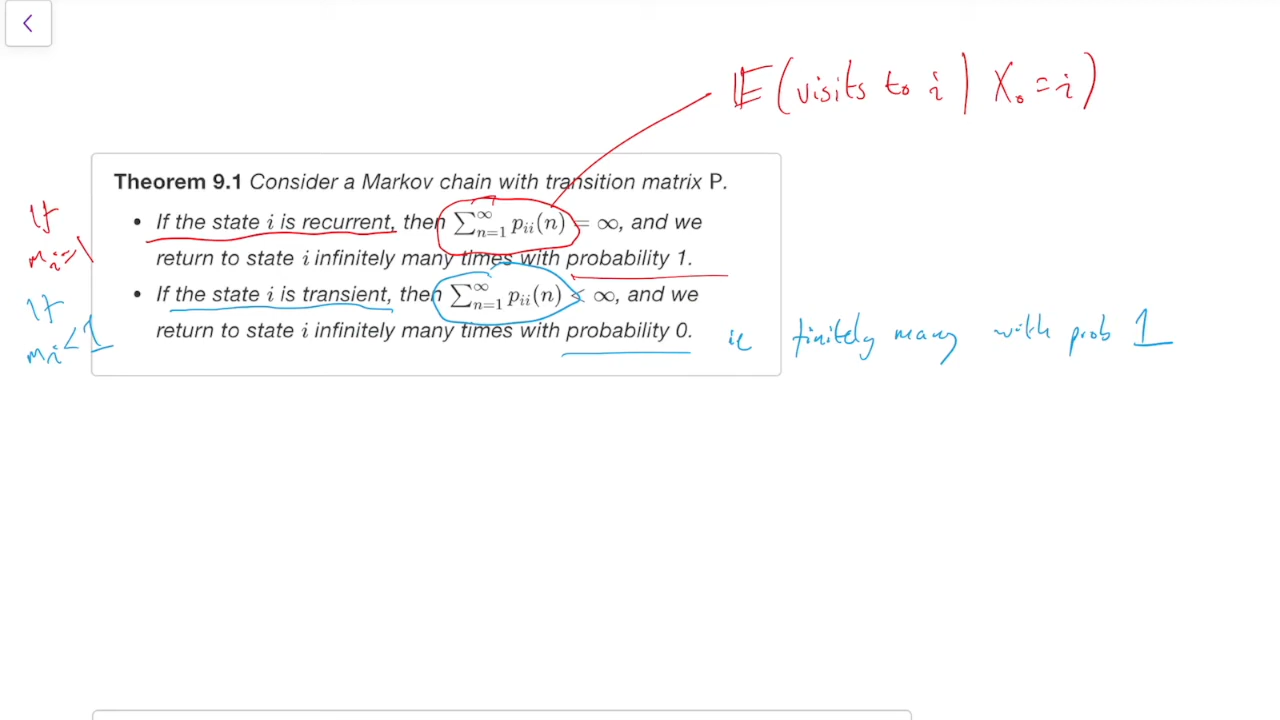 𝔼(visits to i | X₀ = i)
Theorem 9.1 Consider a Markov chain with transition matrix P.
If
mᵢ = 1
• If the state i is recurrent, then ∑ₙ₌₁^∞ pᵢᵢ(n) = ∞, and we
return to state i infinitely many times with probability 1.
If
mᵢ < 1
• If the state i is transient, then ∑ₙ₌₁^∞ pᵢᵢ(n) < ∞, and we
return to state i infinitely many times with probability 0. ie finitely many with prob 1